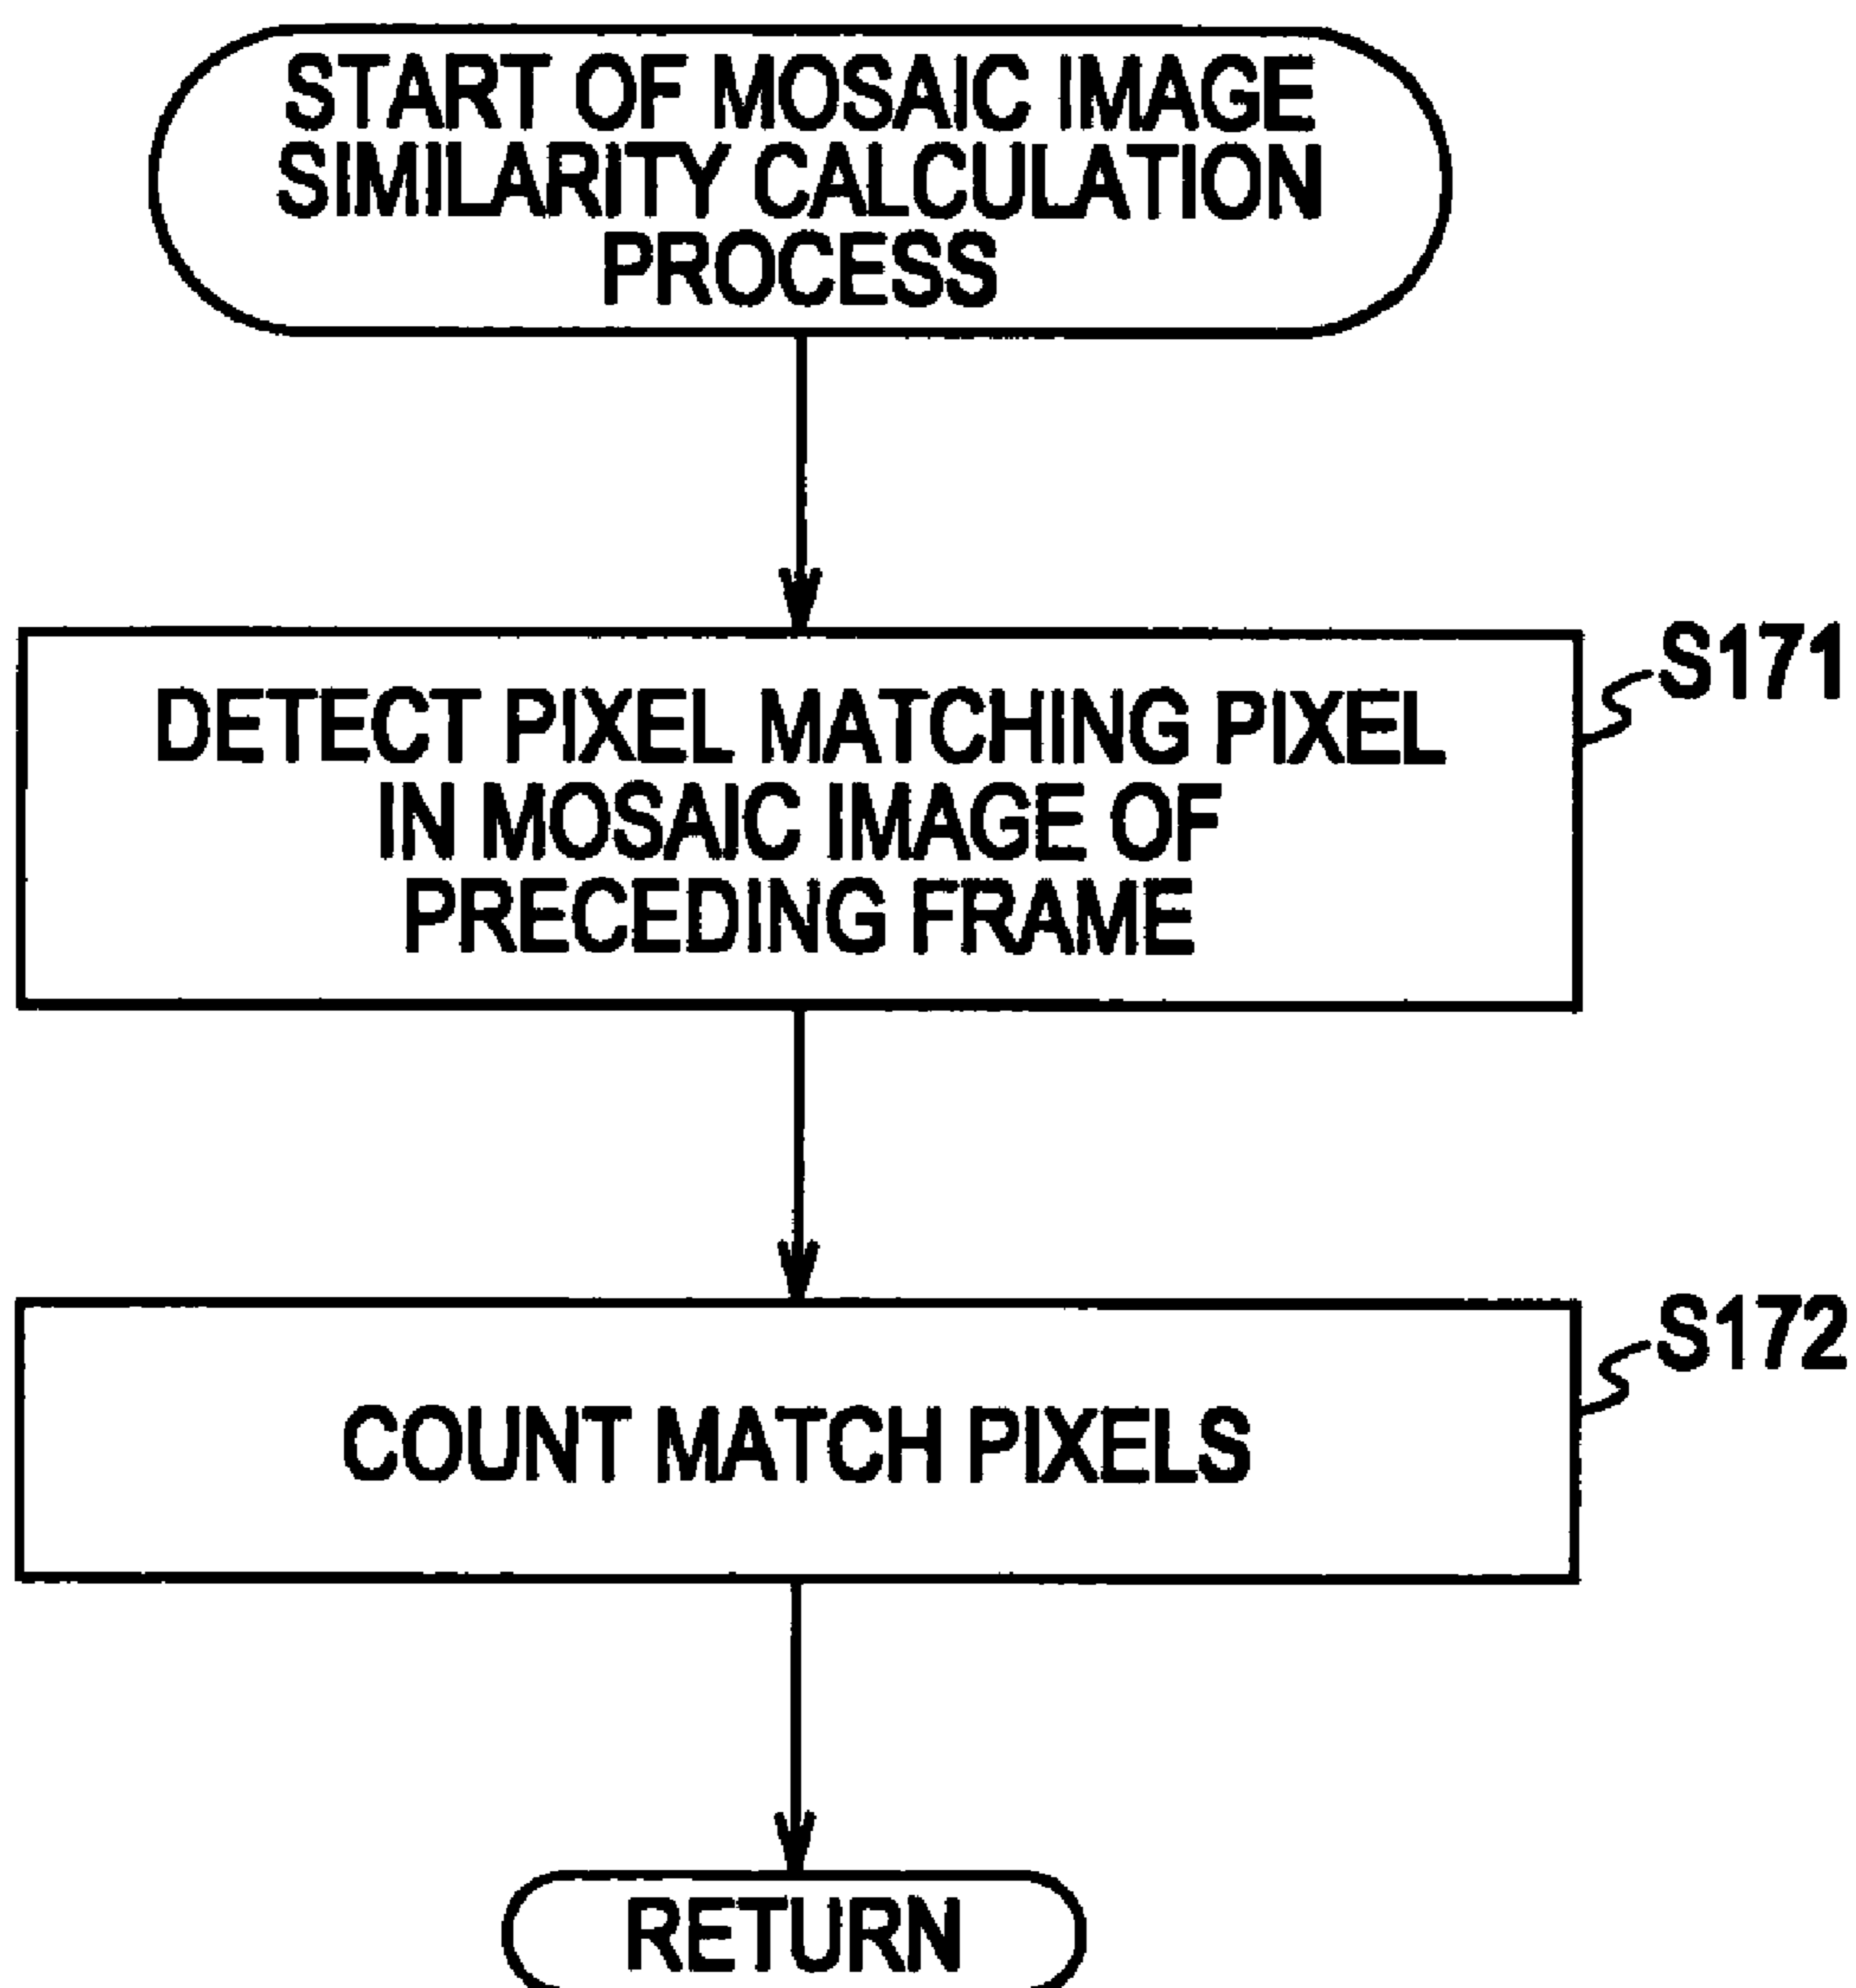 START OF MOSAIC IMAGE
SIMILARITY CALCULATION
PROCESS
S171
DETECT PIXEL MATCHING PIXEL
IN MOSAIC IMAGE OF
PRECEDING FRAME
S172
COUNT MATCH PIXELS
RETURN